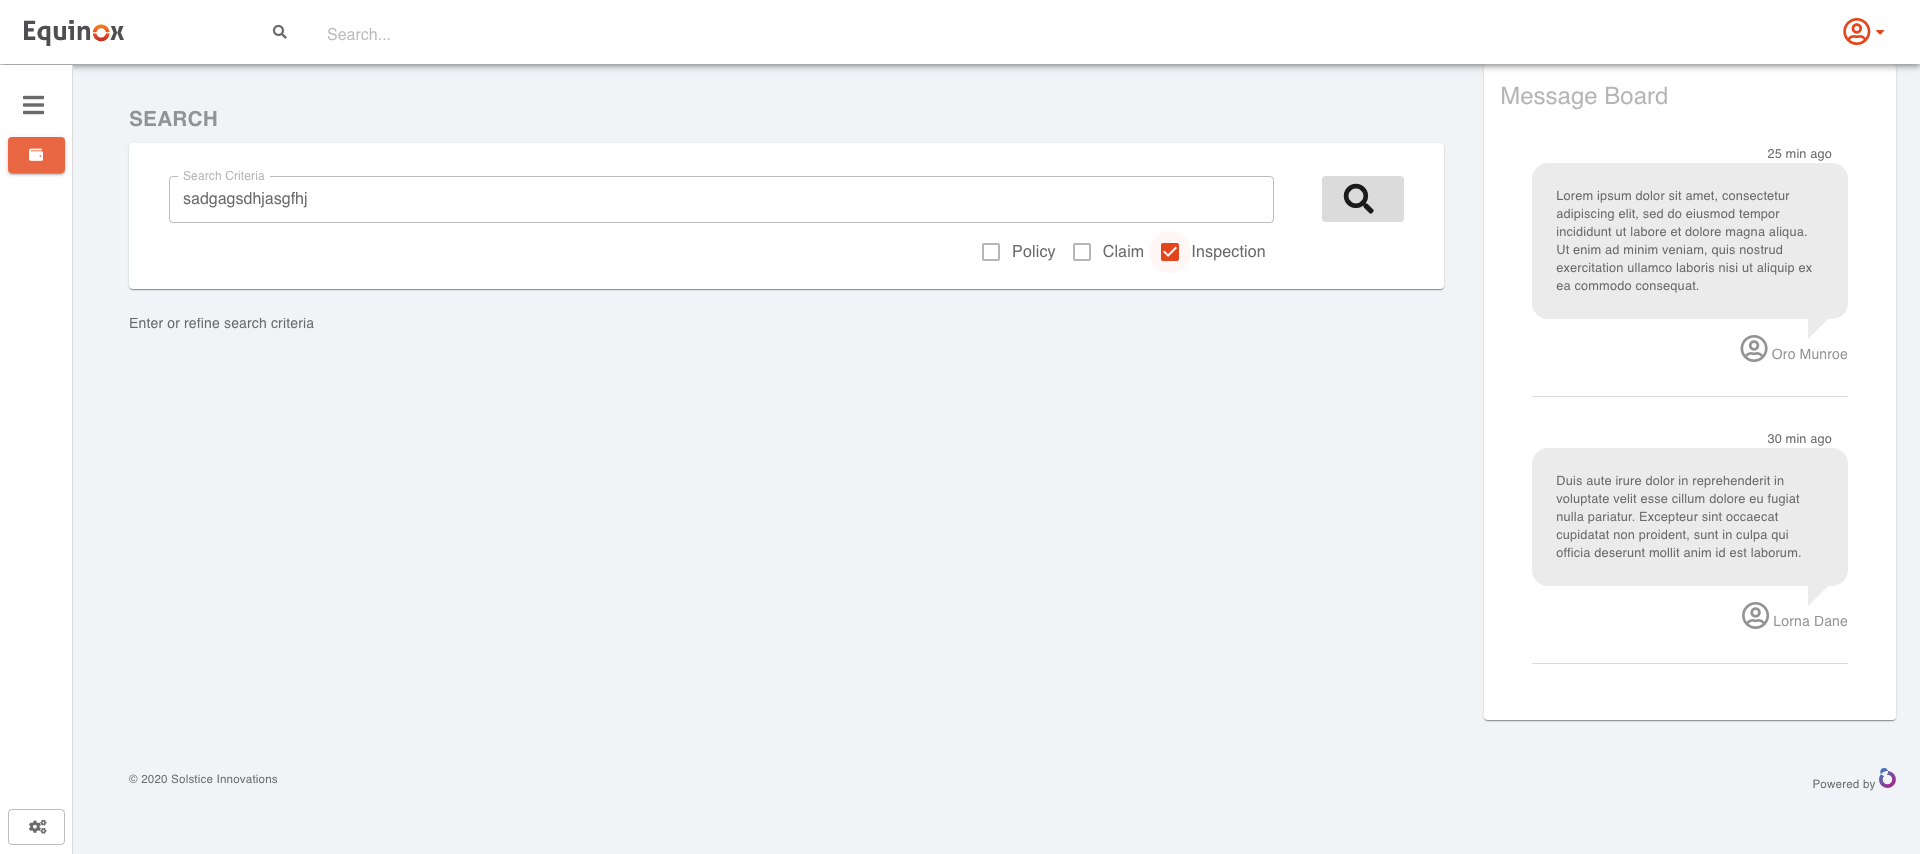 Equinox
Search...
SEARCH
Search Criteria
sadgagsdhjasgfhj
Policy
Claim
Inspection
Enter or refine search criteria
Message Board
25 min ago
Lorem ipsum dolor sit amet, consectetur
adipiscing elit, sed do eiusmod tempor
incididunt ut labore et dolore magna aliqua.
Ut enim ad minim veniam, quis nostrud
exercitation ullamco laboris nisi ut aliquip ex
ea commodo consequat.
Oro Munroe
30 min ago
Duis aute irure dolor in reprehenderit in
voluptate velit esse cillum dolore eu fugiat
nulla pariatur. Excepteur sint occaecat
cupidatat non proident, sunt in culpa qui
officia deserunt mollit anim id est laborum.
Lorna Dane
© 2020 Solstice Innovations
Powered by